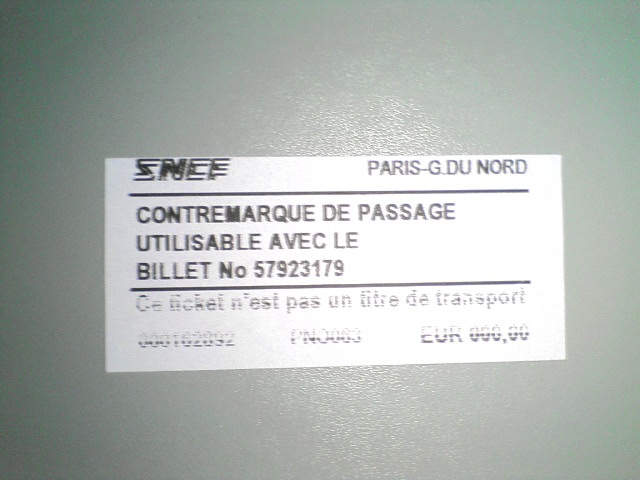 SNCF PARIS-G.DU NORD
CONTREMARQUE DE PASSAGE
UTILISABLE AVEC LE
BILLET No 57923179
Ce ticket n'est pas un titre de transport
EUR 000,00